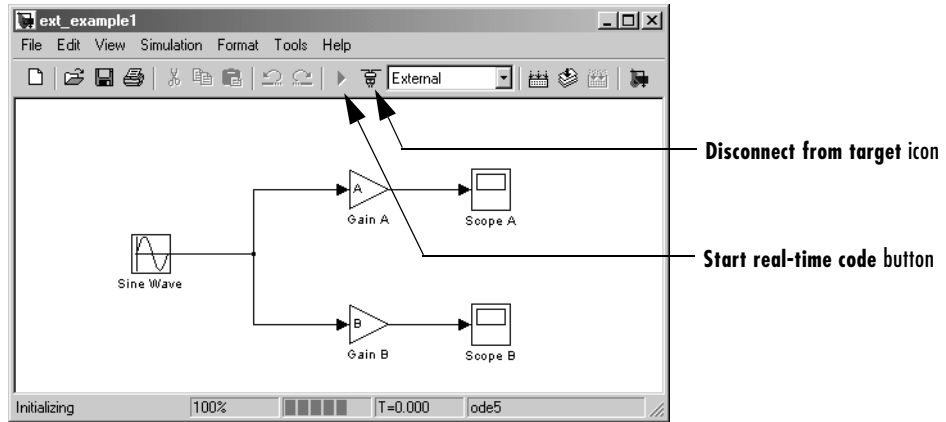 ext_example1
File Edit View Simulation Format Tools Help
External
Disconnect from target icon
A
Gain A
Scope A
Start real-time code button
Sine Wave
B
Gain B
Scope B
Initializing 100% T=0.000 ode5